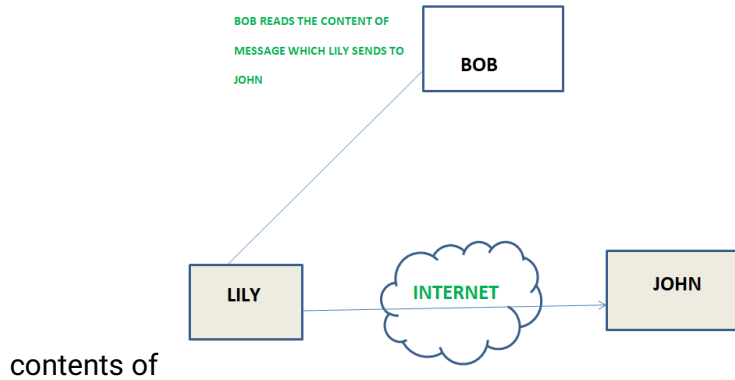 BOB READS THE CONTENT OF
MESSAGE WHICH LILY SENDS TO
JOHN
BOB
LILY
INTERNET
JOHN
contents of